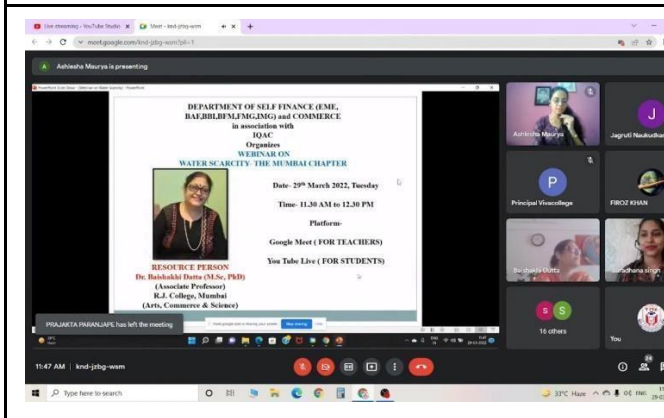 Live streaming - YouTube Studio
Meet - knd-jzbg-wsm
meet.google.com/knd-jzbg-wsm?pli=1
A Ashlesha Maurya is presenting
DEPARTMENT OF SELF FINANCE (EME,
BAF,BBI,BFM,FMG,IMG) and COMMERCE
in association with
IQAC
Organizes
WEBINAR ON
WATER SCARCITY- THE MUMBAI CHAPTER
Date- 29th March 2022, Tuesday
Time- 11.30 AM to 12.30 PM
Platform-
Google Meet ( FOR TEACHERS)
You Tube Live ( FOR STUDENTS)
RESOURCE PERSON
Dr. Baishakhi Dutta (M.Sc, PhD)
(Associate Professor)
R.J. College, Mumbai
(Arts, Commerce & Science)
PRAJAKTA PARANJAPE has left the meeting
Stop sharing
Ashlesha Maurya
J
Jagruti Naukudkar
P
Principal Vivacollege
FIROZ KHAN
Baishakhi Dutta
Suradhana singh
S S
16 others
You
11:47 AM | knd-jzbg-wsm
Type here to search
33°C Haze
ENG